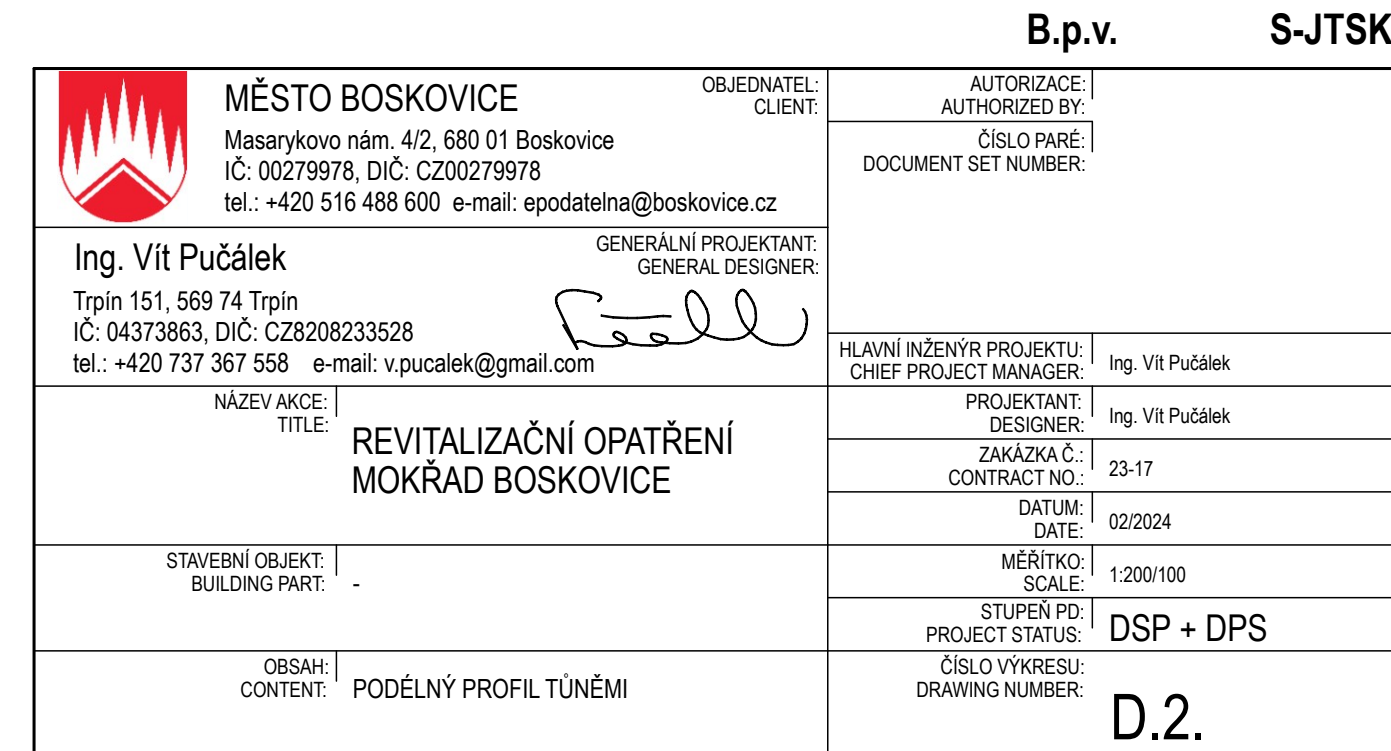 B.p.v. S-JTSK
MĚSTO BOSKOVICE
OBJEDNATEL:
CLIENT:
Masarykovo nám. 4/2, 680 01 Boskovice
IČ: 00279978, DIČ: CZ00279978
tel.: +420 516 488 600 e-mail: epodatelna@boskovice.cz
AUTORIZACE:
AUTHORIZED BY:
ČÍSLO PARÉ:
DOCUMENT SET NUMBER:
Ing. Vít Pučálek
GENERÁLNÍ PROJEKTANT:
GENERAL DESIGNER:
Trpín 151, 569 74 Trpín
IČ: 04373863, DIČ: CZ8208233528
tel.: +420 737 367 558 e-mail: v.pucalek@gmail.com
HLAVNÍ INŽENÝR PROJEKTU:
CHIEF PROJECT MANAGER:
Ing. Vít Pučálek
NÁZEV AKCE:
TITLE:
REVITALIZAČNÍ OPATŘENÍ
MOKŘAD BOSKOVICE
PROJEKTANT:
DESIGNER:
Ing. Vít Pučálek
ZAKÁZKA Č.:
CONTRACT NO.:
23-17
DATUM:
DATE:
02/2024
STAVEBNÍ OBJEKT:
BUILDING PART:
-
MĚŘÍTKO:
SCALE:
1:200/100
STUPEŇ PD:
PROJECT STATUS:
DSP + DPS
OBSAH:
CONTENT:
PODÉLNÝ PROFIL TŮNĚMI
ČÍSLO VÝKRESU:
DRAWING NUMBER:
D.2.